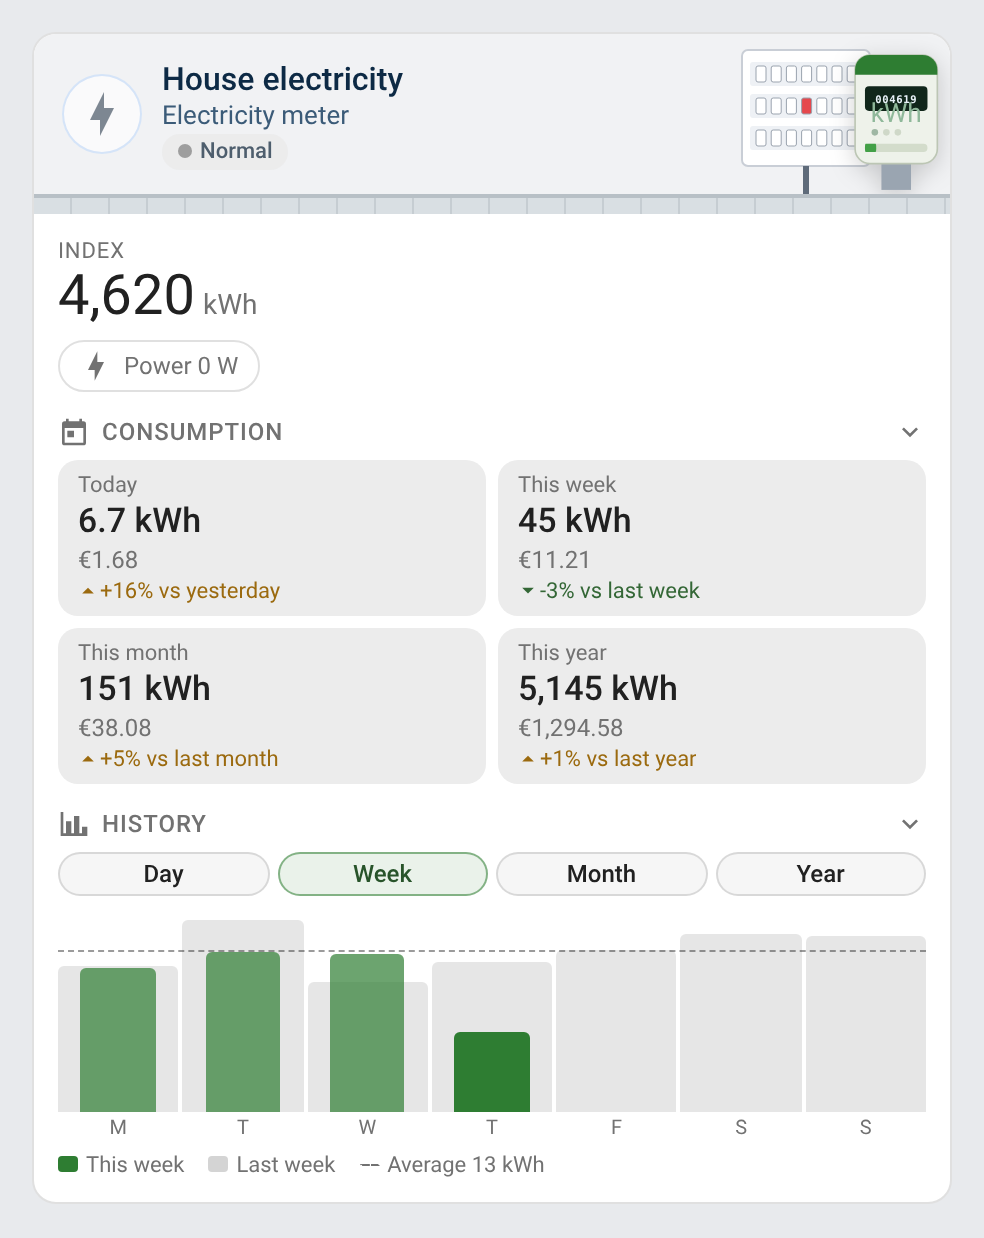 House electricity
Electricity meter
Normal
004619
kWh
INDEX
4,620 kWh
Power 0 W
CONSUMPTION
Today
6.7 kWh
€1.68
+16% vs yesterday
This week
45 kWh
€11.21
-3% vs last week
This month
151 kWh
€38.08
+5% vs last month
This year
5,145 kWh
€1,294.58
+1% vs last year
HISTORY
Day Week Month Year
M T W T F S S
This week Last week Average 13 kWh